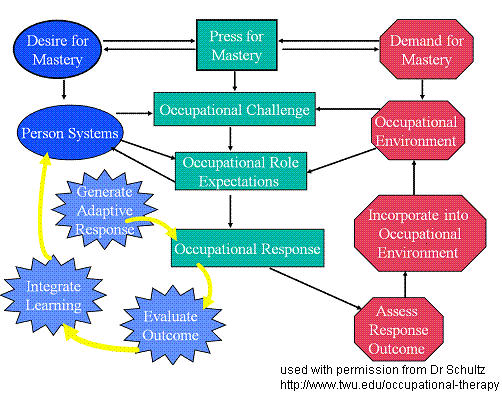 Desire for
Mastery
Press for
Mastery
Demand for
Mastery
Occupational Challenge
Person Systems
Occupational
Environment
Occupational Role
Expectations
Generate
Adaptive
Response
Incorporate into
Occupational
Environment
Occupational Response
Integrate
Learning
Evaluate
Outcome
Assess
Response
Outcome
used with permission from Dr Schultz
http://www.twu.edu/occupational-therapy